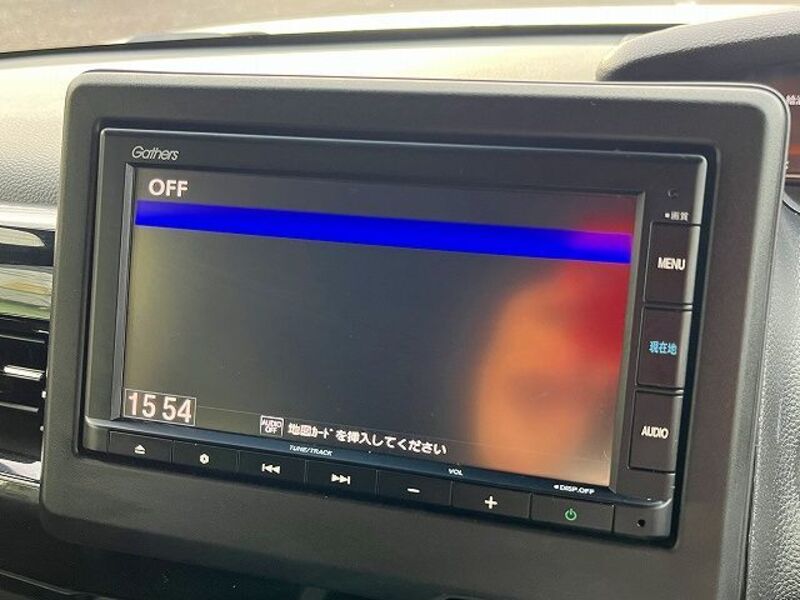 Gathers
OFF
■画質
MENU
現在地
AUDIO
15 54
AUDIO OFF 地図ｶｰﾄﾞを挿入してください
TUNE/TRACK
VOL
DISP.OFF